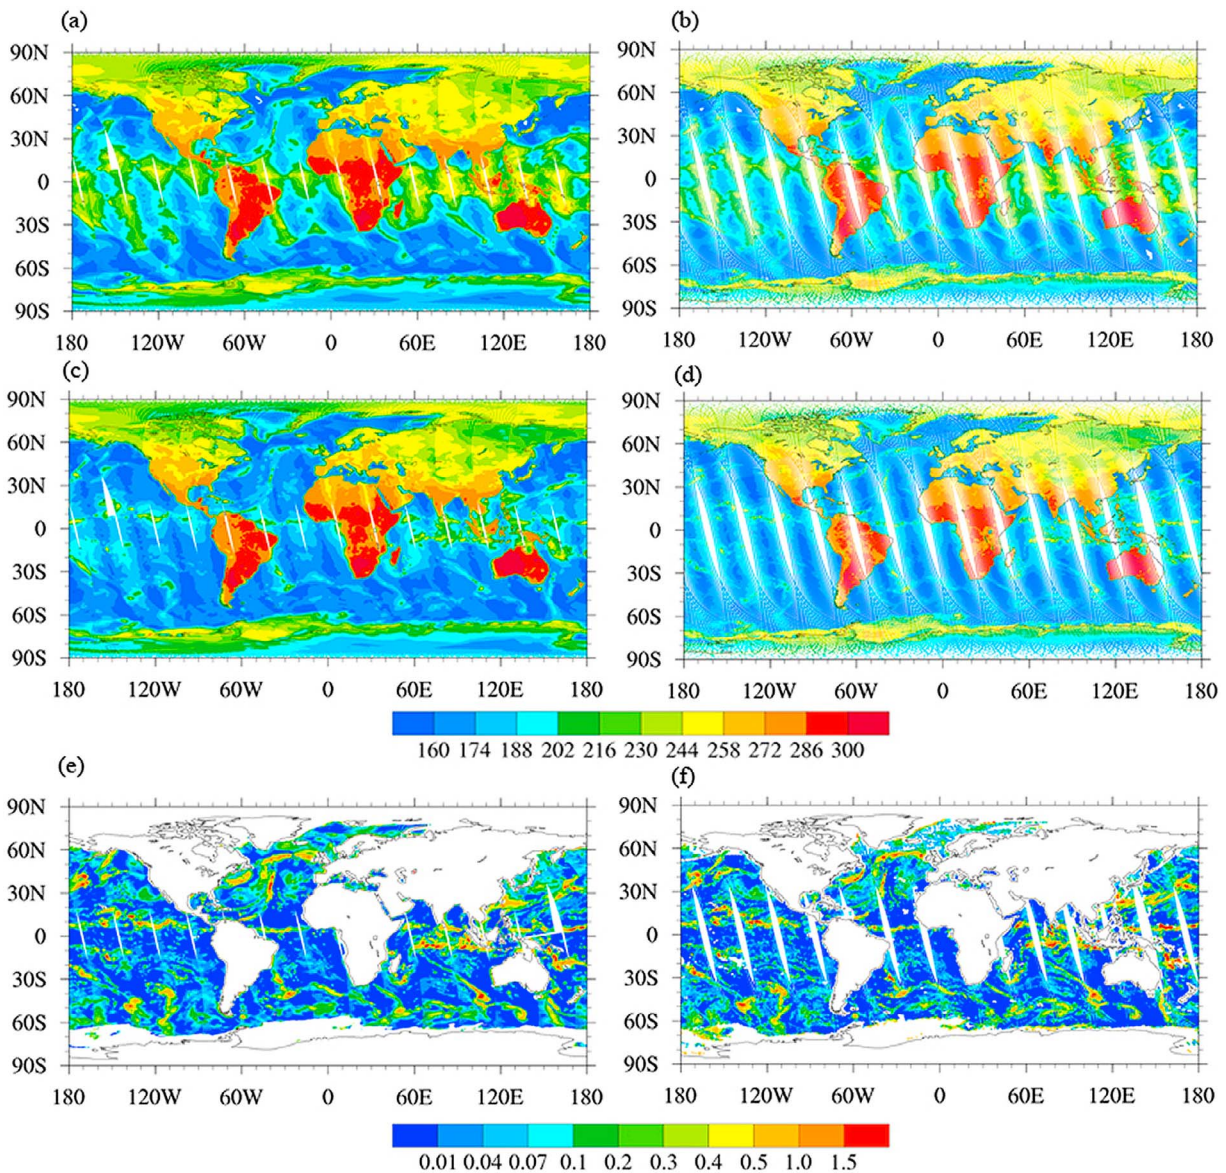 (a) (b)
90N 90N
60N 60N
30N 30N
0 0
30S 30S
60S 60S
90S 90S
180 120W 60W 0 60E 120E 180 180 120W 60W 0 60E 120E 180
(c) (d)
90N 90N
60N 60N
30N 30N
0 0
30S 30S
60S 60S
90S 90S
180 120W 60W 0 60E 120E 180 180 120W 60W 0 60E 120E 180
160 174 188 202 216 230 244 258 272 286 300
(e) (f)
90N 90N
60N 60N
30N 30N
0 0
30S 30S
60S 60S
90S 90S
180 120W 60W 0 60E 120E 180 180 120W 60W 0 60E 120E 180
0.01 0.04 0.07 0.1 0.2 0.3 0.4 0.5 1.0 1.5